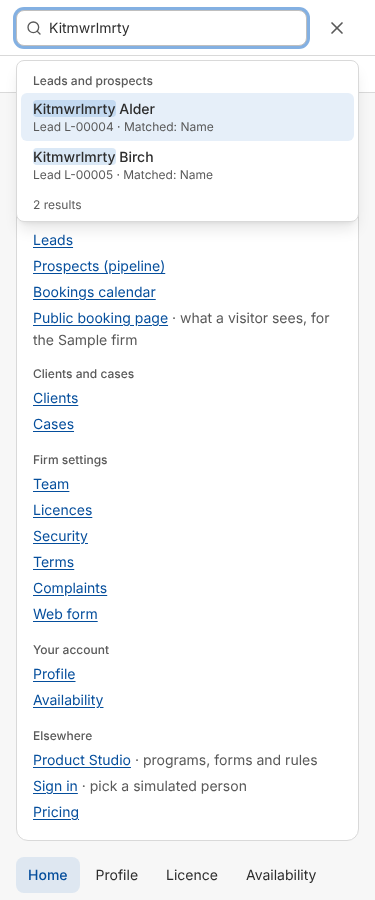 Kitmwrlmrty
Leads and prospects
Kitmwrlmrty Alder
Lead L-00004 · Matched: Name
Kitmwrlmrty Birch
Lead L-00005 · Matched: Name
2 results
Leads
Prospects (pipeline)
Bookings calendar
Public booking page · what a visitor sees, for
the Sample firm
Clients and cases
Clients
Cases
Firm settings
Team
Licences
Security
Terms
Complaints
Web form
Your account
Profile
Availability
Elsewhere
Product Studio · programs, forms and rules
Sign in · pick a simulated person
Pricing
Home Profile Licence Availability